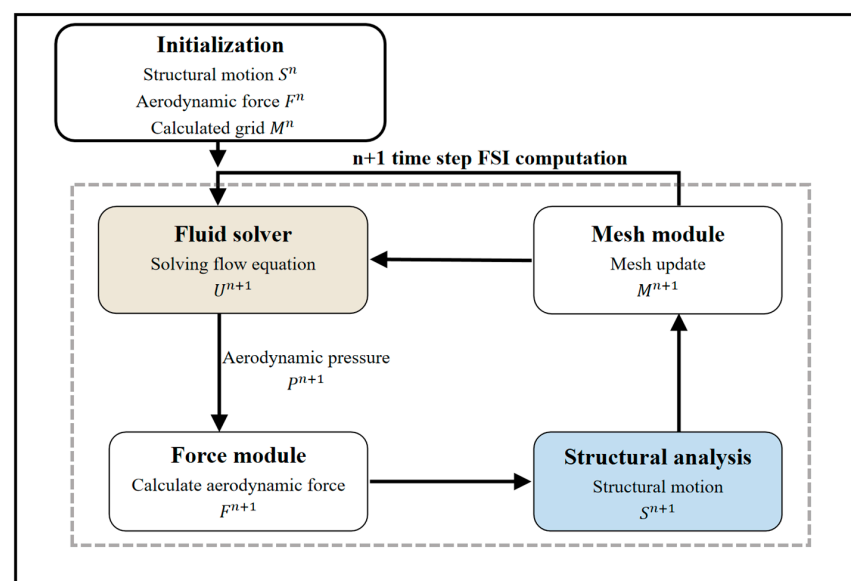 Initialization
Structural motion Sⁿ
Aerodynamic force Fⁿ
Calculated grid Mⁿ
n+1 time step FSI computation
Fluid solver
Solving flow equation
Uⁿ⁺¹
Mesh module
Mesh update
Mⁿ⁺¹
Aerodynamic pressure
Pⁿ⁺¹
Force module
Calculate aerodynamic force
Fⁿ⁺¹
Structural analysis
Structural motion
Sⁿ⁺¹